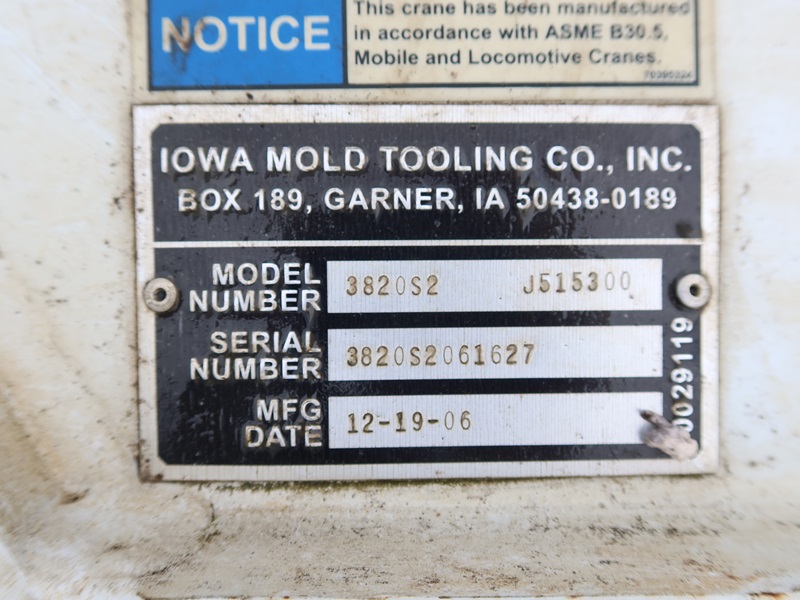 NOTICE
This crane has been manufactured
in accordance with ASME B30.5,
Mobile and Locomotive Cranes.
70395324
IOWA MOLD TOOLING CO., INC.
BOX 189, GARNER, IA 50438-0189
MODEL
NUMBER
3820S2 J515300
SERIAL
NUMBER
3820S2061627
MFG
DATE
12-19-06
0029119